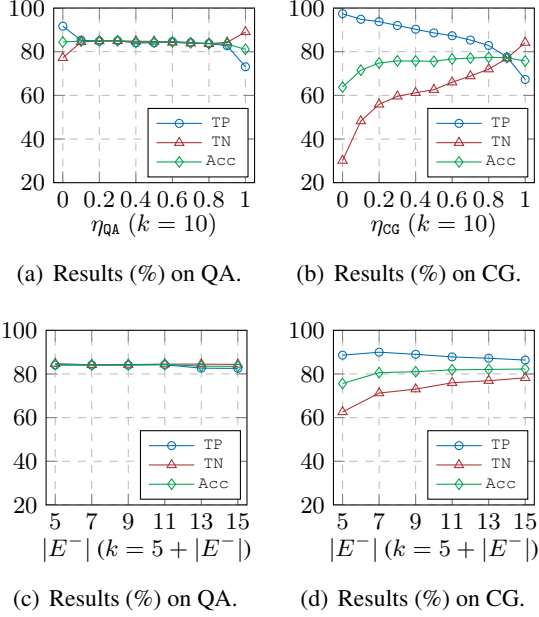 100
80
60
40
20
TP
TN
Acc
0 0.2 0.4 0.6 0.8 1
η_QA (k = 10)
(a) Results (%) on QA.
100
80
60
40
20
TP
TN
Acc
0 0.2 0.4 0.6 0.8 1
η_CG (k = 10)
(b) Results (%) on CG.
100
80
60
40
20
TP
TN
Acc
5 7 9 11 13 15
|E⁻| (k = 5 + |E⁻|)
(c) Results (%) on QA.
100
80
60
40
20
TP
TN
Acc
5 7 9 11 13 15
|E⁻| (k = 5 + |E⁻|)
(d) Results (%) on CG.